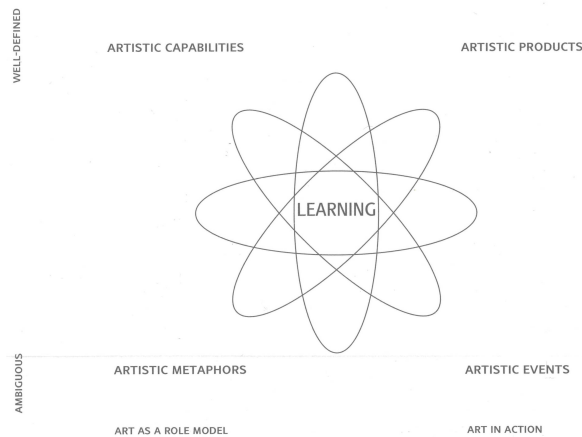 WELL-DEFINED
ARTISTIC CAPABILITIES
ARTISTIC PRODUCTS
LEARNING
AMBIGUOUS
ARTISTIC METAPHORS
ARTISTIC EVENTS
ART AS A ROLE MODEL
ART IN ACTION